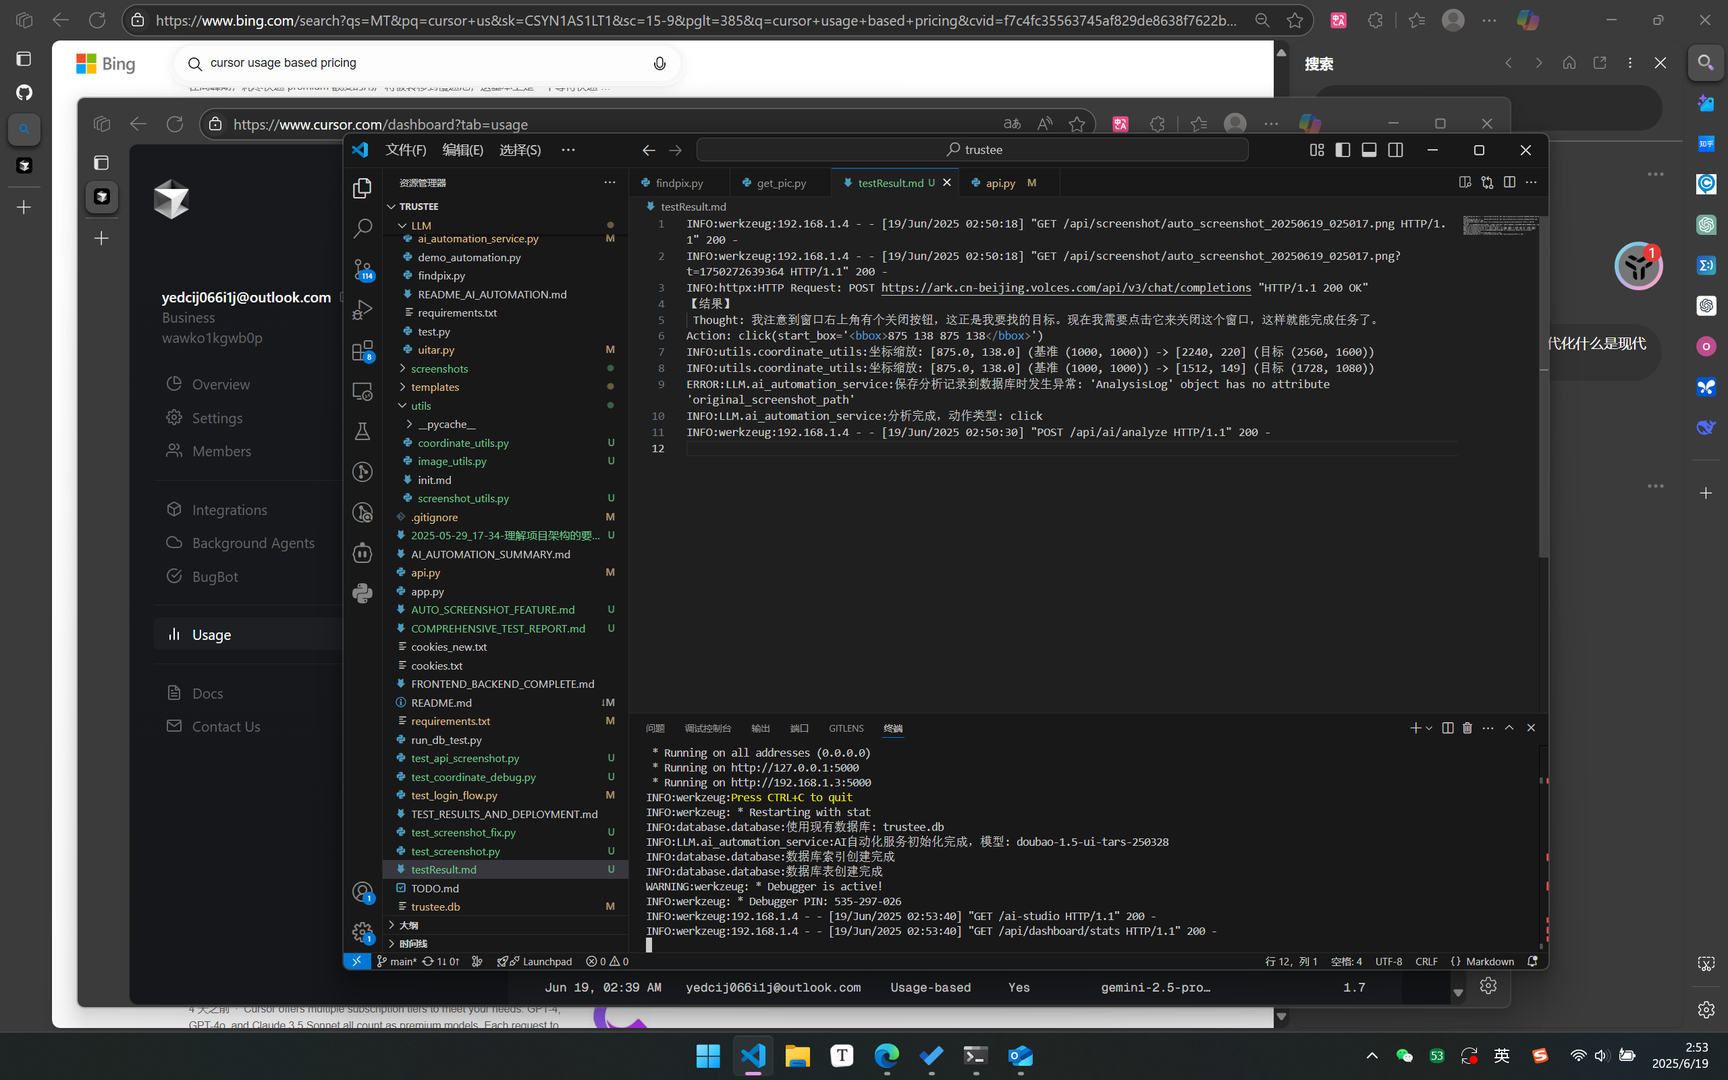 https://www.bing.com/search?qs=MT&pq=cursor+us&sk=CSYN1AS1LT1&sc=15-9&pglt=385&q=cursor+usage+based+pricing&cvid=f7c4fc35563745af829de8638f7622b...
Bing
cursor usage based pricing
搜索
https://www.cursor.com/dashboard?tab=usage
yedcij066i1j@outlook.com
Business
wawko1kgwb0p
Overview
Settings
Members
Integrations
Background Agents
BugBot
Usage
Docs
Contact Us
文件(F) 编辑(E) 选择(S) ···
trustee
资源管理器
TRUSTEE
LLM
ai_automation_service.py M
demo_automation.py
findpix.py
README_AI_AUTOMATION.md
requirements.txt
test.py
uitar.py M
screenshots
templates
utils
__pycache__
coordinate_utils.py U
image_utils.py U
init.md
screenshot_utils.py U
.gitignore M
2025-05-29_17-34-理解项目架构的要...
AI_AUTOMATION_SUMMARY.md
api.py M
app.py
AUTO_SCREENSHOT_FEATURE.md U
COMPREHENSIVE_TEST_REPORT.md U
cookies_new.txt
cookies.txt
FRONTEND_BACKEND_COMPLETE.md
README.md ↓M
requirements.txt M
run_db_test.py
test_api_screenshot.py U
test_coordinate_debug.py U
test_login_flow.py M
TEST_RESULTS_AND_DEPLOYMENT.md
test_screenshot_fix.py U
test_screenshot.py U
testResult.md U
TODO.md
trustee.db M
大纲
时间线
114
8
1
1
findpix.py
get_pic.py
testResult.md U
api.py M
testResult.md
1 INFO:werkzeug:192.168.1.4 - - [19/Jun/2025 02:50:18] "GET /api/screenshot/auto_screenshot_20250619_025017.png HTTP/1.
1" 200 -
2 INFO:werkzeug:192.168.1.4 - - [19/Jun/2025 02:50:18] "GET /api/screenshot/auto_screenshot_20250619_025017.png?
t=1750272639364 HTTP/1.1" 200 -
3 INFO:httpx:HTTP Request: POST https://ark.cn-beijing.volces.com/api/v3/chat/completions "HTTP/1.1 200 OK"
4 【结果】
5 Thought: 我注意到窗口右上角有个关闭按钮，这正是我要找的目标。现在我需要点击它来关闭这个窗口，这样就能完成任务了。
6 Action: click(start_box='<bbox>875 138 875 138</bbox>')
7 INFO:utils.coordinate_utils:坐标缩放: [875.0, 138.0] (基准 (1000, 1000)) -> [2240, 220] (目标 (2560, 1600))
8 INFO:utils.coordinate_utils:坐标缩放: [875.0, 138.0] (基准 (1000, 1000)) -> [1512, 149] (目标 (1728, 1080))
9 ERROR:LLM.ai_automation_service:保存分析记录到数据库时发生异常: 'AnalysisLog' object has no attribute
'original_screenshot_path'
10 INFO:LLM.ai_automation_service:分析完成，动作类型: click
11 INFO:werkzeug:192.168.1.4 - - [19/Jun/2025 02:50:30] "POST /api/ai/analyze HTTP/1.1" 200 -
12
问题 调试控制台 输出 端口 GITLENS 终端
* Running on all addresses (0.0.0.0)
* Running on http://127.0.0.1:5000
* Running on http://192.168.1.3:5000
INFO:werkzeug:Press CTRL+C to quit
INFO:werkzeug: * Restarting with stat
INFO:database.database:使用现有数据库: trustee.db
INFO:LLM.ai_automation_service:AI自动化服务初始化完成，模型: doubao-1.5-ui-tars-250328
INFO:database.database:数据库索引创建完成
INFO:database.database:数据库表创建完成
WARNING:werkzeug: * Debugger is active!
INFO:werkzeug: * Debugger PIN: 535-297-026
INFO:werkzeug:192.168.1.4 - - [19/Jun/2025 02:53:40] "GET /ai-studio HTTP/1.1" 200 -
INFO:werkzeug:192.168.1.4 - - [19/Jun/2025 02:53:40] "GET /api/dashboard/stats HTTP/1.1" 200 -
main* 1↓ 0↑ Launchpad 0 0
行 12, 列 1 空格: 4 UTF-8 CRLF {} Markdown
Jun 19, 02:39 AM yedcij066i1j@outlook.com Usage-based Yes gemini-2.5-pro... 1.7
4 天之前 · Cursor offers multiple subscription tiers to meet your needs. GPT-4,
GPT-4o, and Claude 3.5 Sonnet all count as premium models. Each request to
代化什么是现代
1
知乎
53
英
2:53
2025/6/19